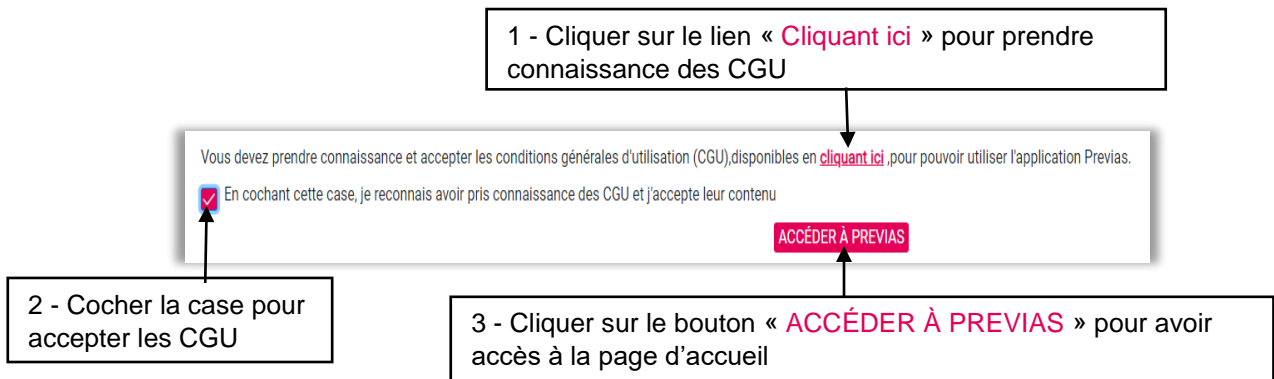 1 - Cliquer sur le lien « Cliquant ici » pour prendre
connaissance des CGU
Vous devez prendre connaissance et accepter les conditions générales d'utilisation (CGU),disponibles en cliquant ici ,pour pouvoir utiliser l'application Previas.
En cochant cette case, je reconnais avoir pris connaissance des CGU et j'accepte leur contenu
ACCÉDER À PREVIAS
2 - Cocher la case pour
accepter les CGU
3 - Cliquer sur le bouton « ACCÉDER À PREVIAS » pour avoir
accès à la page d’accueil